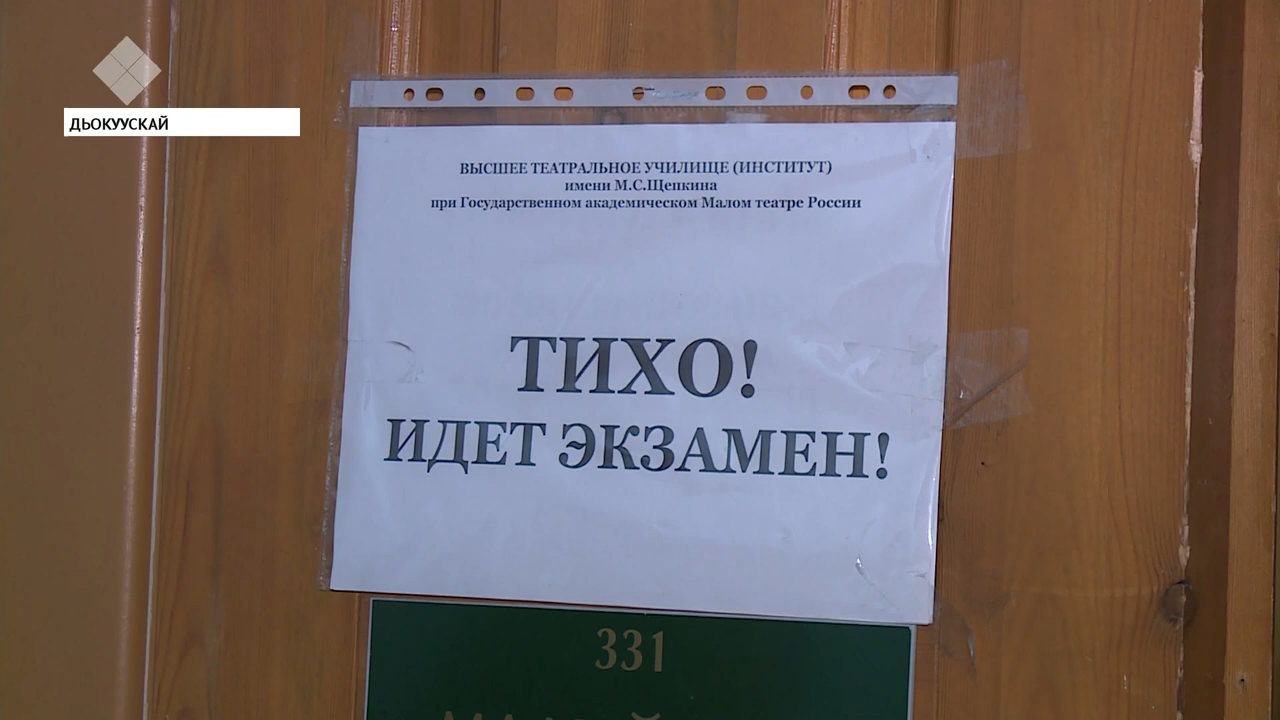 ДЬОКУУСКАЙ
ВЫСШЕЕ ТЕАТРАЛЬНОЕ УЧИЛИЩЕ (ИНСТИТУТ)
имени М.С.Щепкина
при Государственном академическом Малом театре России
ТИХО!
ИДЕТ ЭКЗАМЕН!
331